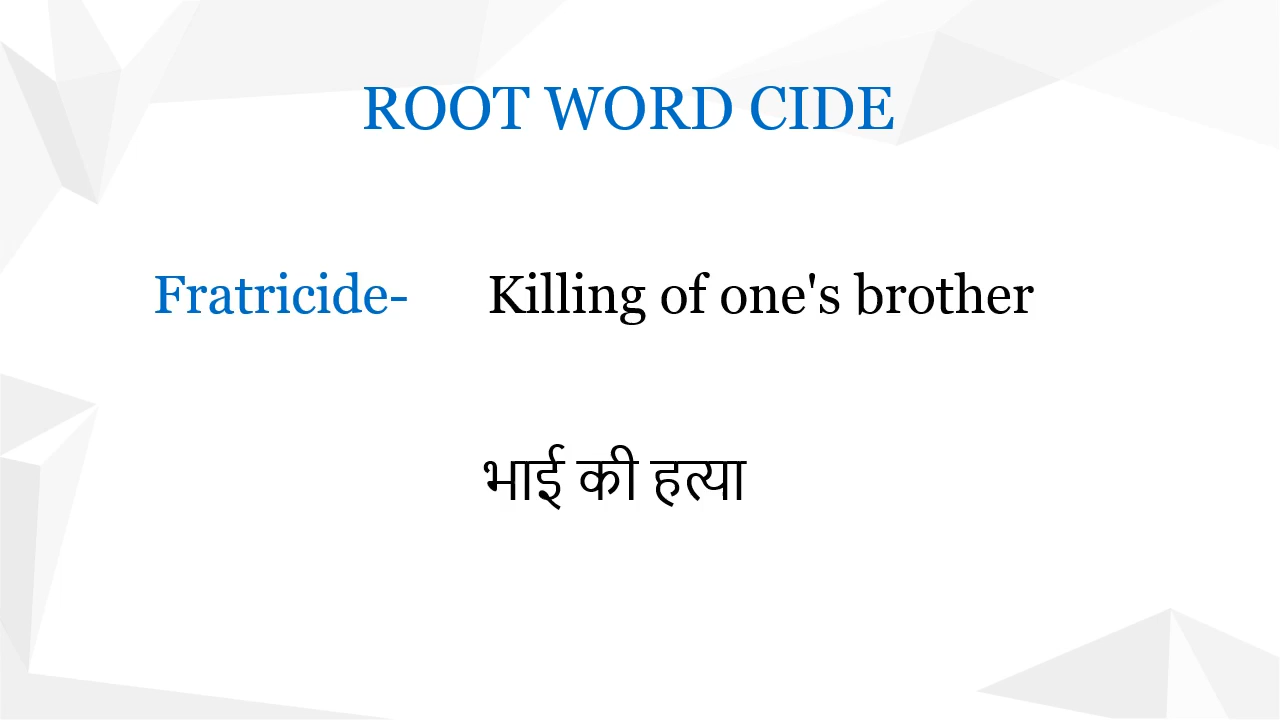 ROOT WORD CIDE
Fratricide- Killing of one's brother
भाई की हत्या